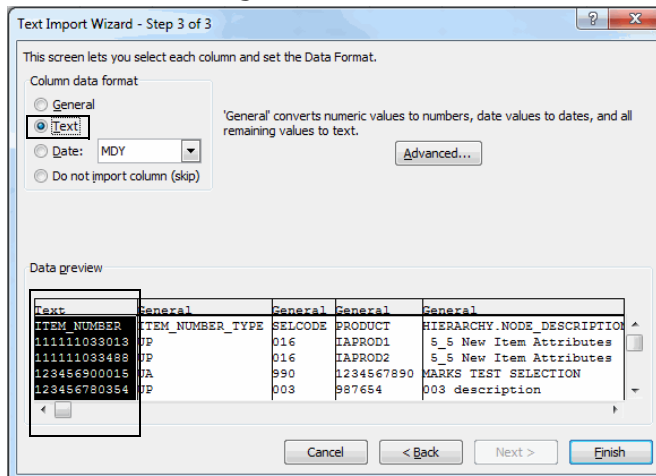 Text Import Wizard - Step 3 of 3
This screen lets you select each column and set the Data Format.
Column data format
General
Text
Date: MDY
Do not import column (skip)
'General' converts numeric values to numbers, date values to dates, and all
remaining values to text.
Advanced...
Data preview
Text General General General General
ITEM_NUMBER ITEM_NUMBER_TYPE SELCODE PRODUCT HIERARCHY.NODE_DESCRIPTION
111111033013 UP 016 IAPROD1 5_5 New Item Attributes
111111033488 UP 016 IAPROD2 5_5 New Item Attributes
123456900015 UA 990 1234567890 MARKS TEST SELECTION
123456780354 UP 003 987654 003 description
Cancel < Back Next > Finish